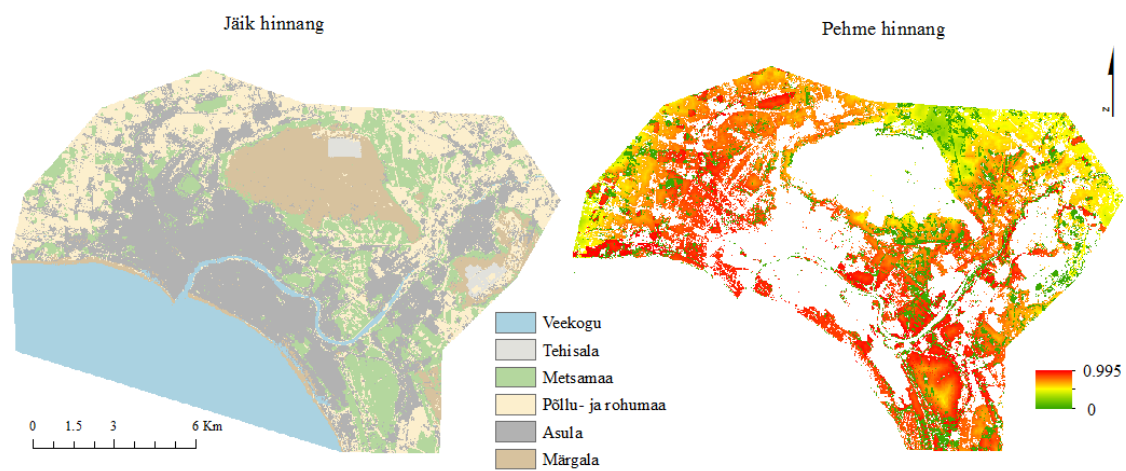 Jäik hinnang
Pehme hinnang
z
Veekogu
Tehisala
Metsamaa
Põllu- ja rohumaa
Asula
Märgala
0 1.5 3 6 Km
0.995
0